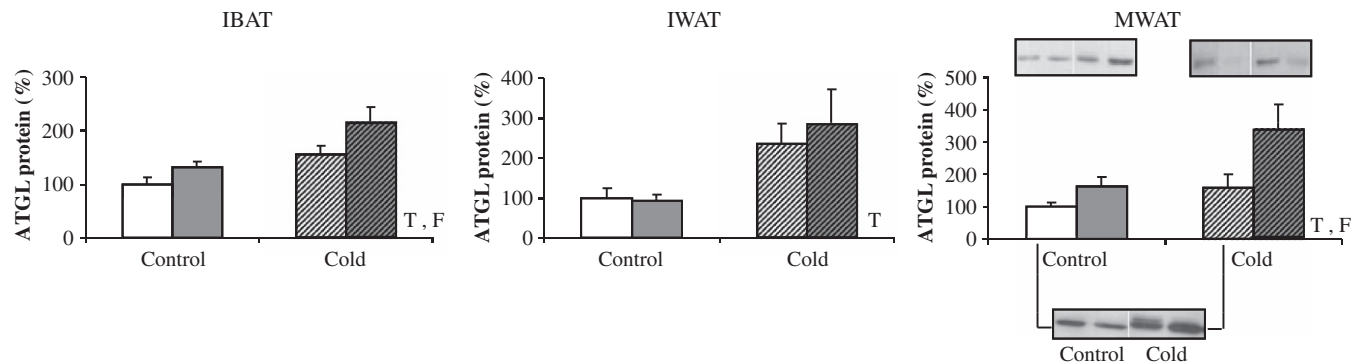 IBAT
ATGL protein (%)
300
200
100
0
T , F
Control Cold
IWAT
ATGL protein (%)
400
300
200
100
0
T
Control Cold
MWAT
ATGL protein (%)
500
400
300
200
100
0
T , F
Control Cold
Control Cold